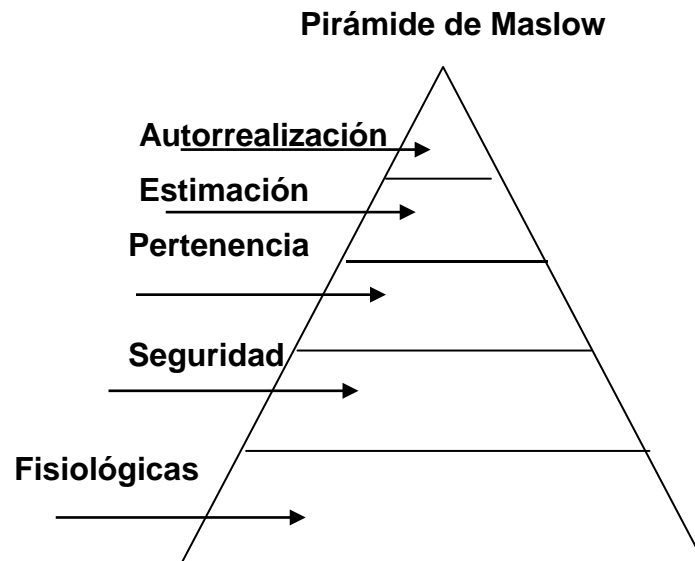 Pirámide de Maslow
Autorrealización
Estimación
Pertenencia
Seguridad
Fisiológicas